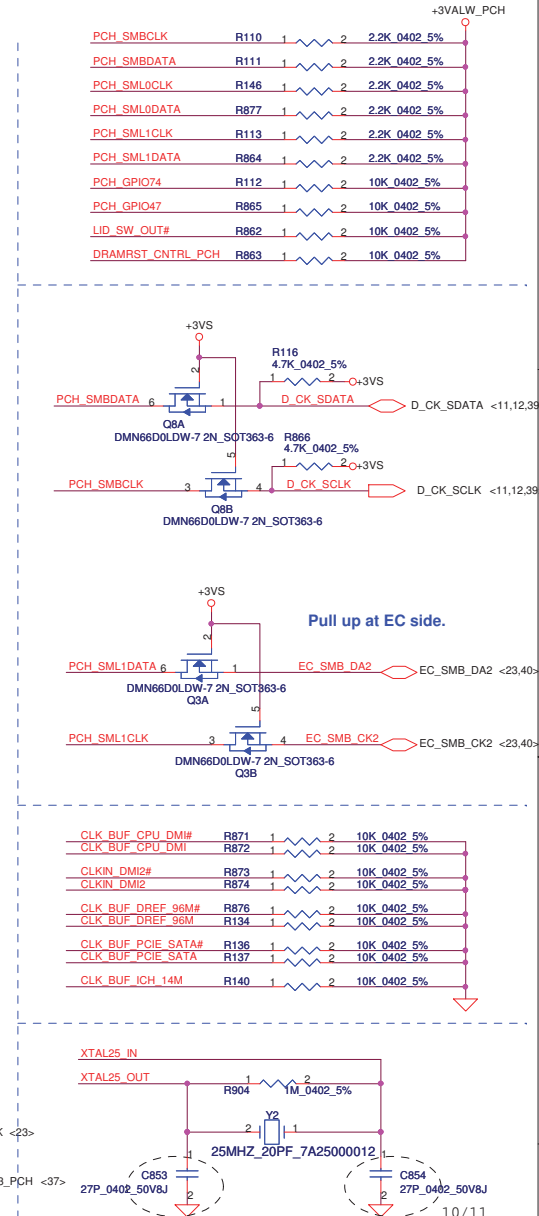 +3VALW_PCH
PCH_SMBCLK R110 1 2 2.2K_0402_5%
PCH_SMBDATA R111 1 2 2.2K_0402_5%
PCH_SML0CLK R146 1 2 2.2K_0402_5%
PCH_SML0DATA R877 1 2 2.2K_0402_5%
PCH_SML1CLK R113 1 2 2.2K_0402_5%
PCH_SML1DATA R864 1 2 2.2K_0402_5%
PCH_GPIO74 R112 1 2 10K_0402_5%
PCH_GPIO47 R865 1 2 10K_0402_5%
LID_SW_OUT# R862 1 2 10K_0402_5%
DRAMRST_CNTRL_PCH R863 1 2 10K_0402_5%
+3VS
R116
4.7K_0402_5%
2
1 2 +3VS
PCH_SMBDATA 6 1 D_CK_SDATA D_CK_SDATA <11,12,39
Q8A
DMN66D0LDW-7 2N_SOT363-6
R866
4.7K_0402_5%
5
1 2 +3VS
PCH_SMBCLK 3 4 D_CK_SCLK D_CK_SCLK <11,12,39
Q8B
DMN66D0LDW-7 2N_SOT363-6
+3VS
Pull up at EC side.
2
PCH_SML1DATA 6 1 EC_SMB_DA2 EC_SMB_DA2 <23,40>
DMN66D0LDW-7 2N_SOT363-6
Q3A
5
PCH_SML1CLK 3 4 EC_SMB_CK2 EC_SMB_CK2 <23,40>
DMN66D0LDW-7 2N_SOT363-6
Q3B
CLK_BUF_CPU_DMI# R871 1 2 10K_0402_5%
CLK_BUF_CPU_DMI R872 1 2 10K_0402_5%
CLKIN_DMI2# R873 1 2 10K_0402_5%
CLKIN_DMI2 R874 1 2 10K_0402_5%
CLK_BUF_DREF_96M# R876 1 2 10K_0402_5%
CLK_BUF_DREF_96M R134 1 2 10K_0402_5%
CLK_BUF_PCIE_SATA# R136 1 2 10K_0402_5%
CLK_BUF_PCIE_SATA R137 1 2 10K_0402_5%
CLK_BUF_ICH_14M R140 1 2 10K_0402_5%
XTAL25_IN
XTAL25_OUT
1 2
R904 1M_0402_5%
Y2
2 1
K <23>
25MHZ_20PF_7A25000012
1 1
C853 C854
B_PCH <37>
27P_0402_50V8J 27P_0402_50V8J
2 2
10/11